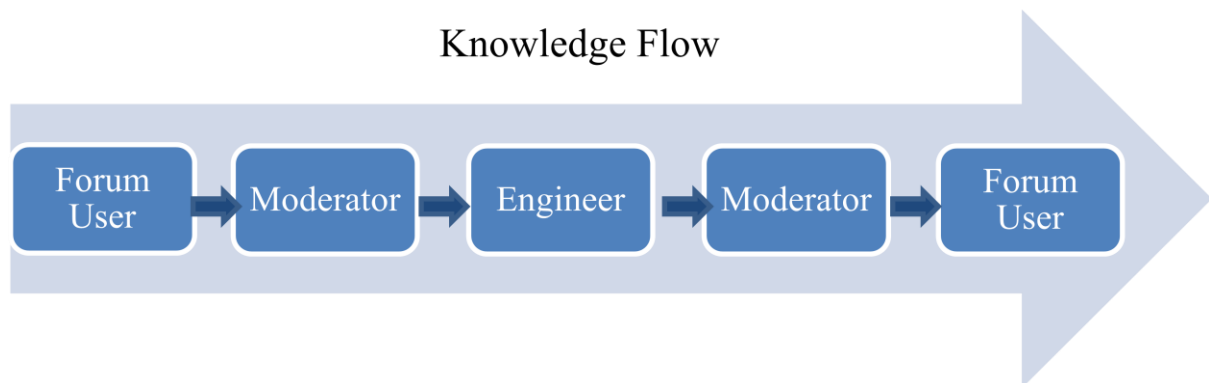 Knowledge Flow
Forum
User
Moderator
Engineer
Moderator
Forum
User